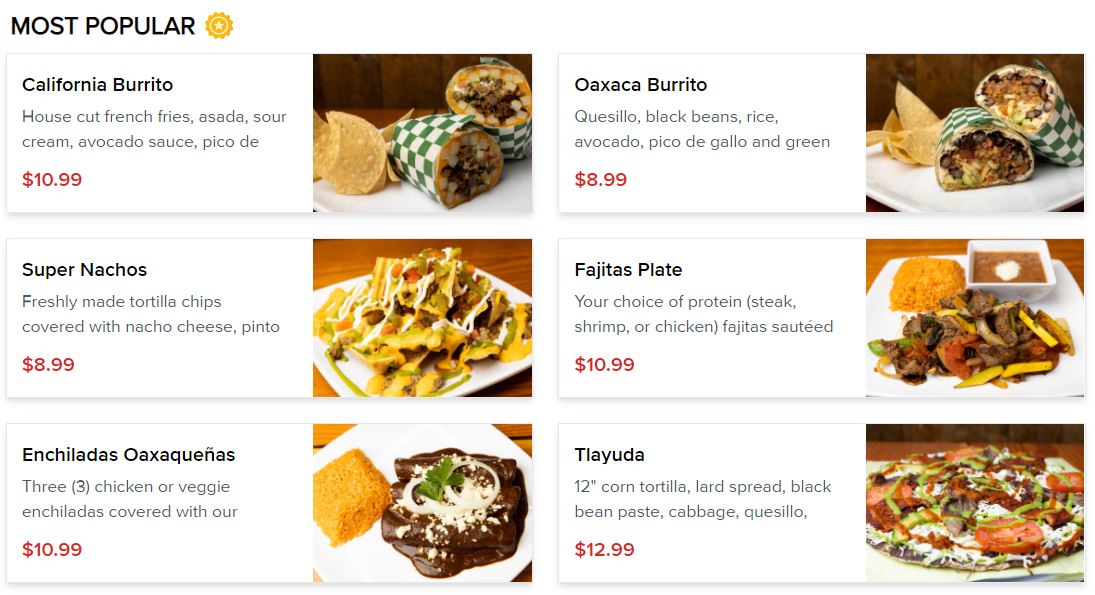 MOST POPULAR
California Burrito
House cut french fries, asada, sour
cream, avocado sauce, pico de
$10.99
Oaxaca Burrito
Quesillo, black beans, rice,
avocado, pico de gallo and green
$8.99
Super Nachos
Freshly made tortilla chips
covered with nacho cheese, pinto
$8.99
Fajitas Plate
Your choice of protein (steak,
shrimp, or chicken) fajitas sautéed
$10.99
Enchiladas Oaxaqueñas
Three (3) chicken or veggie
enchiladas covered with our
$10.99
Tlayuda
12" corn tortilla, lard spread, black
bean paste, cabbage, quesillo,
$12.99